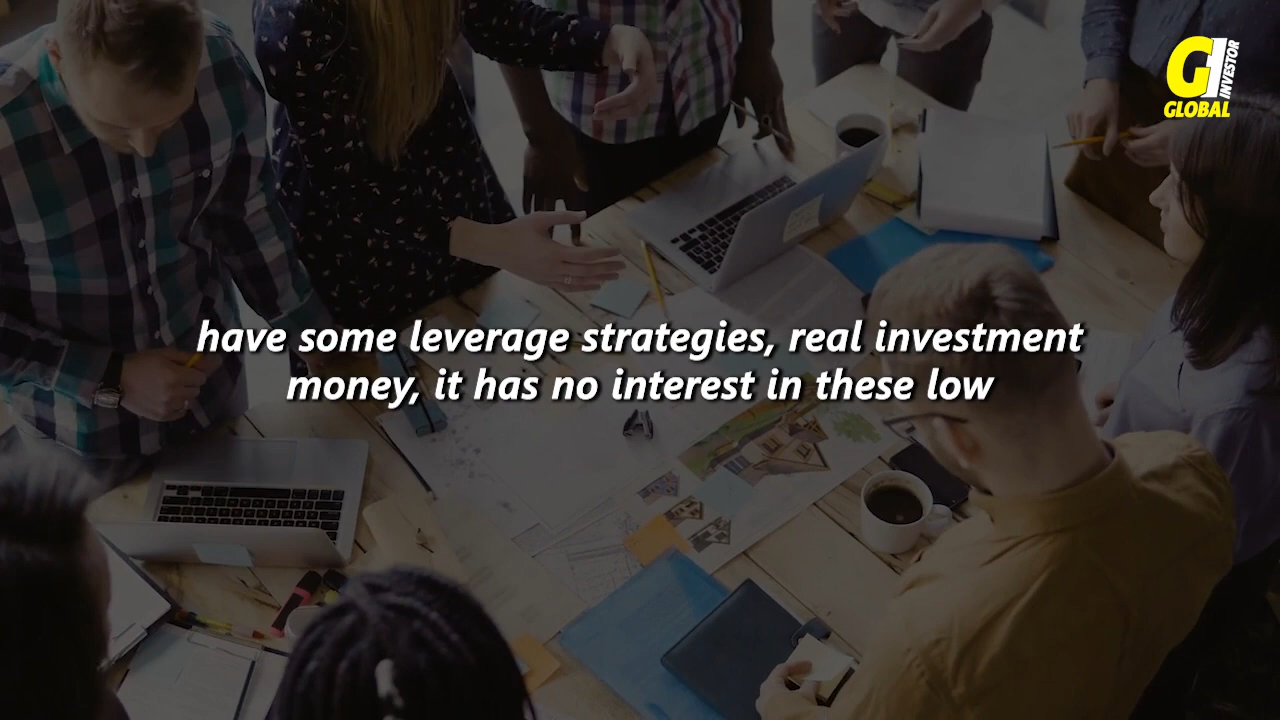 GI INVESTOR
GLOBAL
have some leverage strategies, real investment
money, it has no interest in these low